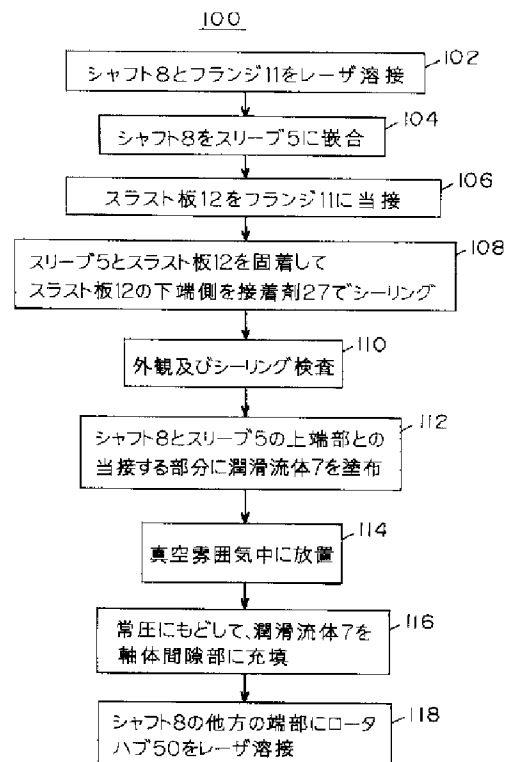 100
シャフト8とフランジ11をレーザ溶接
102
シャフト8をスリーブ5に嵌合
104
スラスト板12をフランジ11に当接
106
スリーブ5とスラスト板12を固着して
スラスト板12の下端側を接着剤27でシーリング
108
外観及びシーリング検査
110
シャフト8とスリーブ5の上端部との
当接する部分に潤滑流体7を塗布
112
真空雰囲気中に放置
114
常圧にもどして、潤滑流体7を
軸体間隙部に充填
116
シャフト8の他方の端部にロータ
ハブ50をレーザ溶接
118